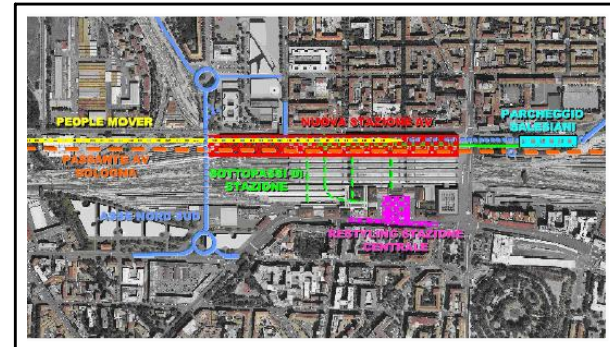 PEOPLE MOVER
NUOVA STAZIONE AV
PARCHEGGIO
SALESIANI
PASSANTE AV
BOLOGNA
SOTTOPASSI DI
STAZIONE
ASSE NORD SUD
RESTYLING STAZIONE
CENTRALE